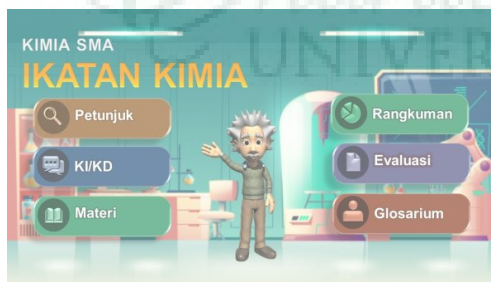 KIMIA SMA
IKATAN KIMIA
Petunjuk
KI/KD
Materi
Rangkuman
Evaluasi
Glosarium